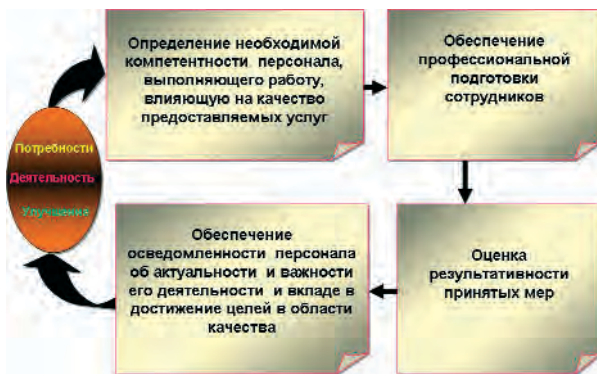 Определение необходимой
компетентности персонала,
выполняющего работу,
влияющую на качество
предоставляемых услуг
Обеспечение
профессиональной
подготовки
сотрудников
Потребности
Деятельность
Улучшения
Обеспечение
осведомленности персонала
об актуальности и важности
его деятельности и вкладе в
достижение целей в области
качества
Оценка
результативности
принятых мер